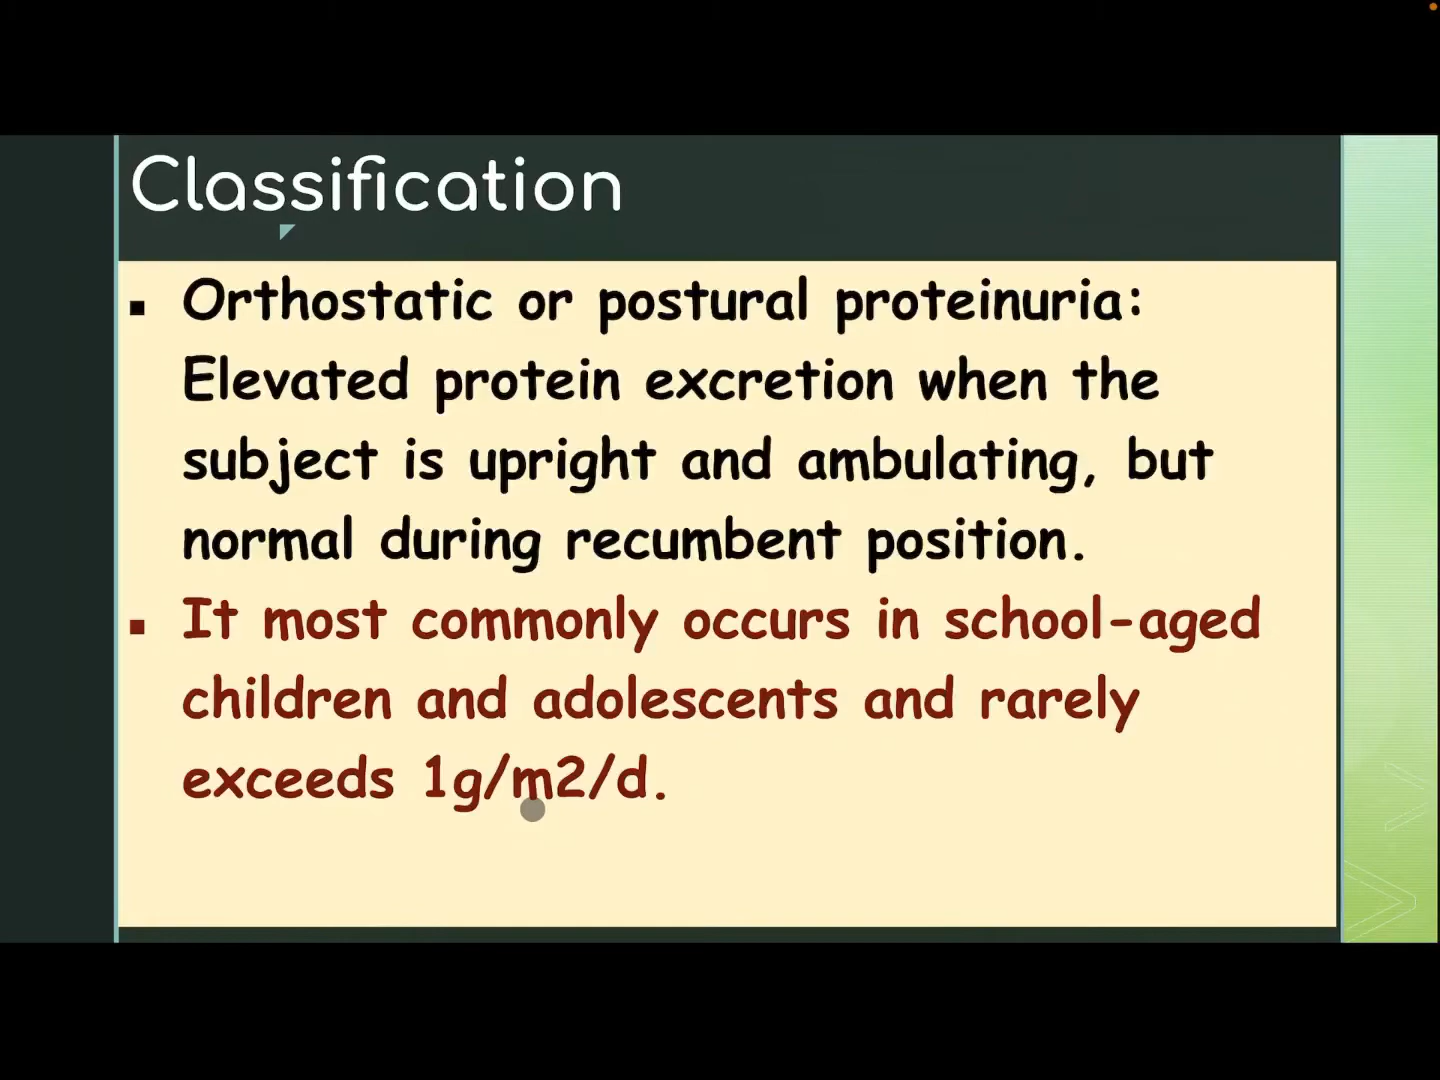 Classification
▪ Orthostatic or postural proteinuria:
Elevated protein excretion when the
subject is upright and ambulating, but
normal during recumbent position.
▪ It most commonly occurs in school-aged
children and adolescents and rarely
exceeds 1g/m2/d.